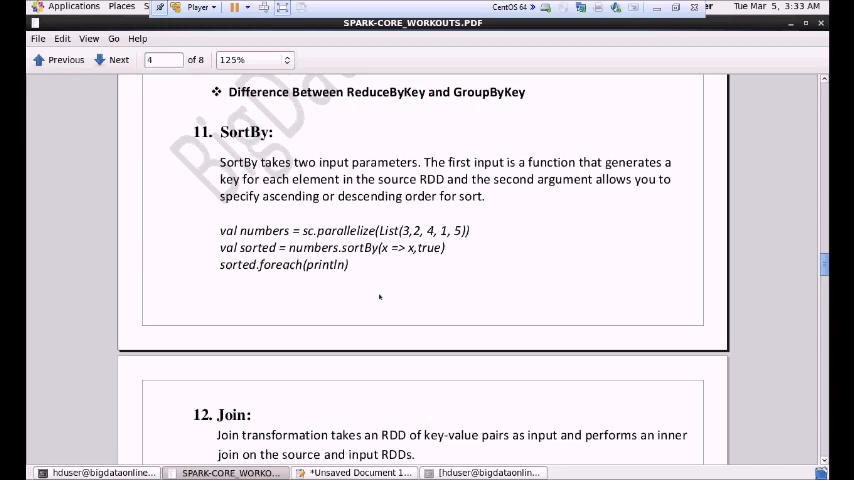 Applications Places S Player CentOS 64 » er Tue Mar 5, 3:33 AM
SPARK-CORE_WORKOUTS.PDF
File Edit View Go Help
Previous Next 4 of 8 125%
❖ Difference Between ReduceByKey and GroupByKey
11. SortBy:
SortBy takes two input parameters. The first input is a function that generates a
key for each element in the source RDD and the second argument allows you to
specify ascending or descending order for sort.
val numbers = sc.parallelize(List(3,2, 4, 1, 5))
val sorted = numbers.sortBy(x => x,true)
sorted.foreach(println)
BigDa
12. Join:
Join transformation takes an RDD of key-value pairs as input and performs an inner
join on the source and input RDDs.
hduser@bigdataonline... SPARK-CORE_WORKO... *Unsaved Document 1... [hduser@bigdataonlin...